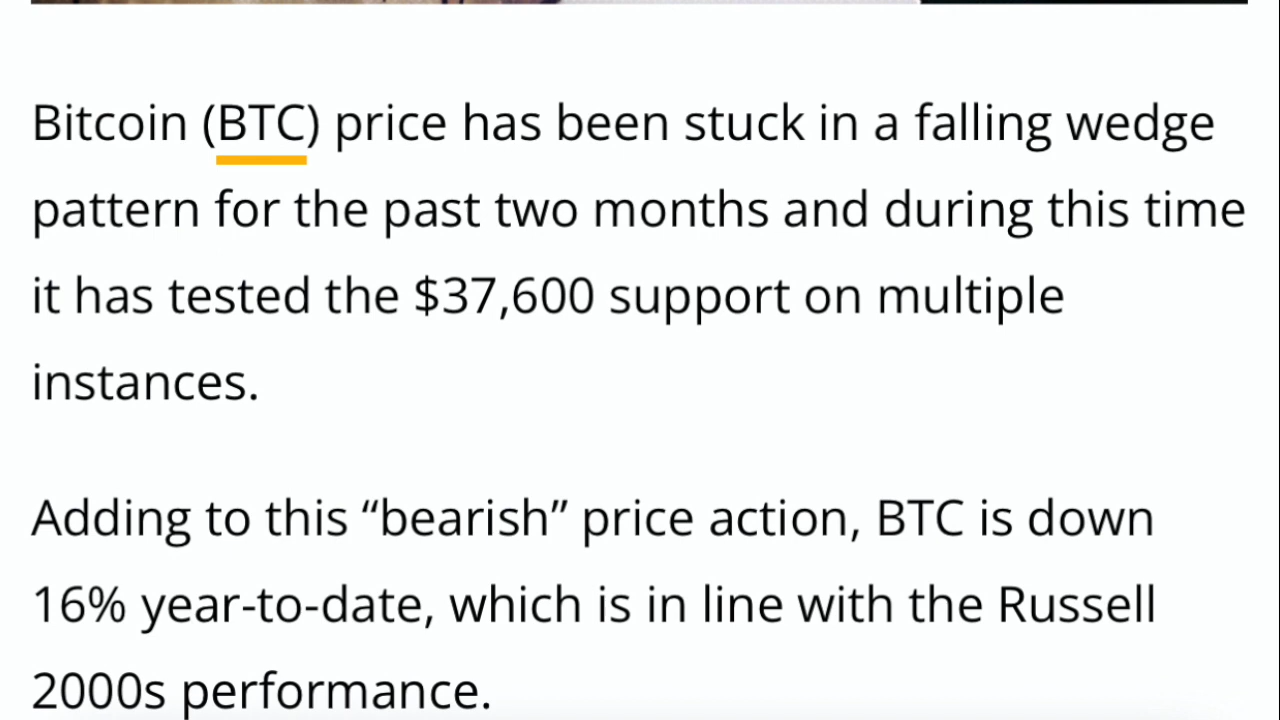 Bitcoin (BTC) price has been stuck in a falling wedge
pattern for the past two months and during this time
it has tested the $37,600 support on multiple
instances.
Adding to this “bearish” price action, BTC is down
16% year-to-date, which is in line with the Russell
2000s performance.